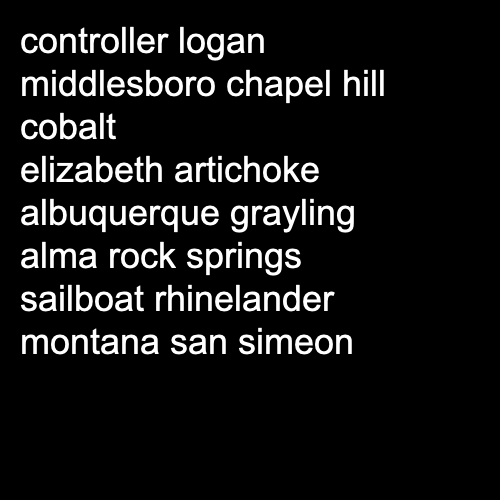 controller logan
middlesboro chapel hill
cobalt
elizabeth artichoke
albuquerque grayling
alma rock springs
sailboat rhinelander
montana san simeon